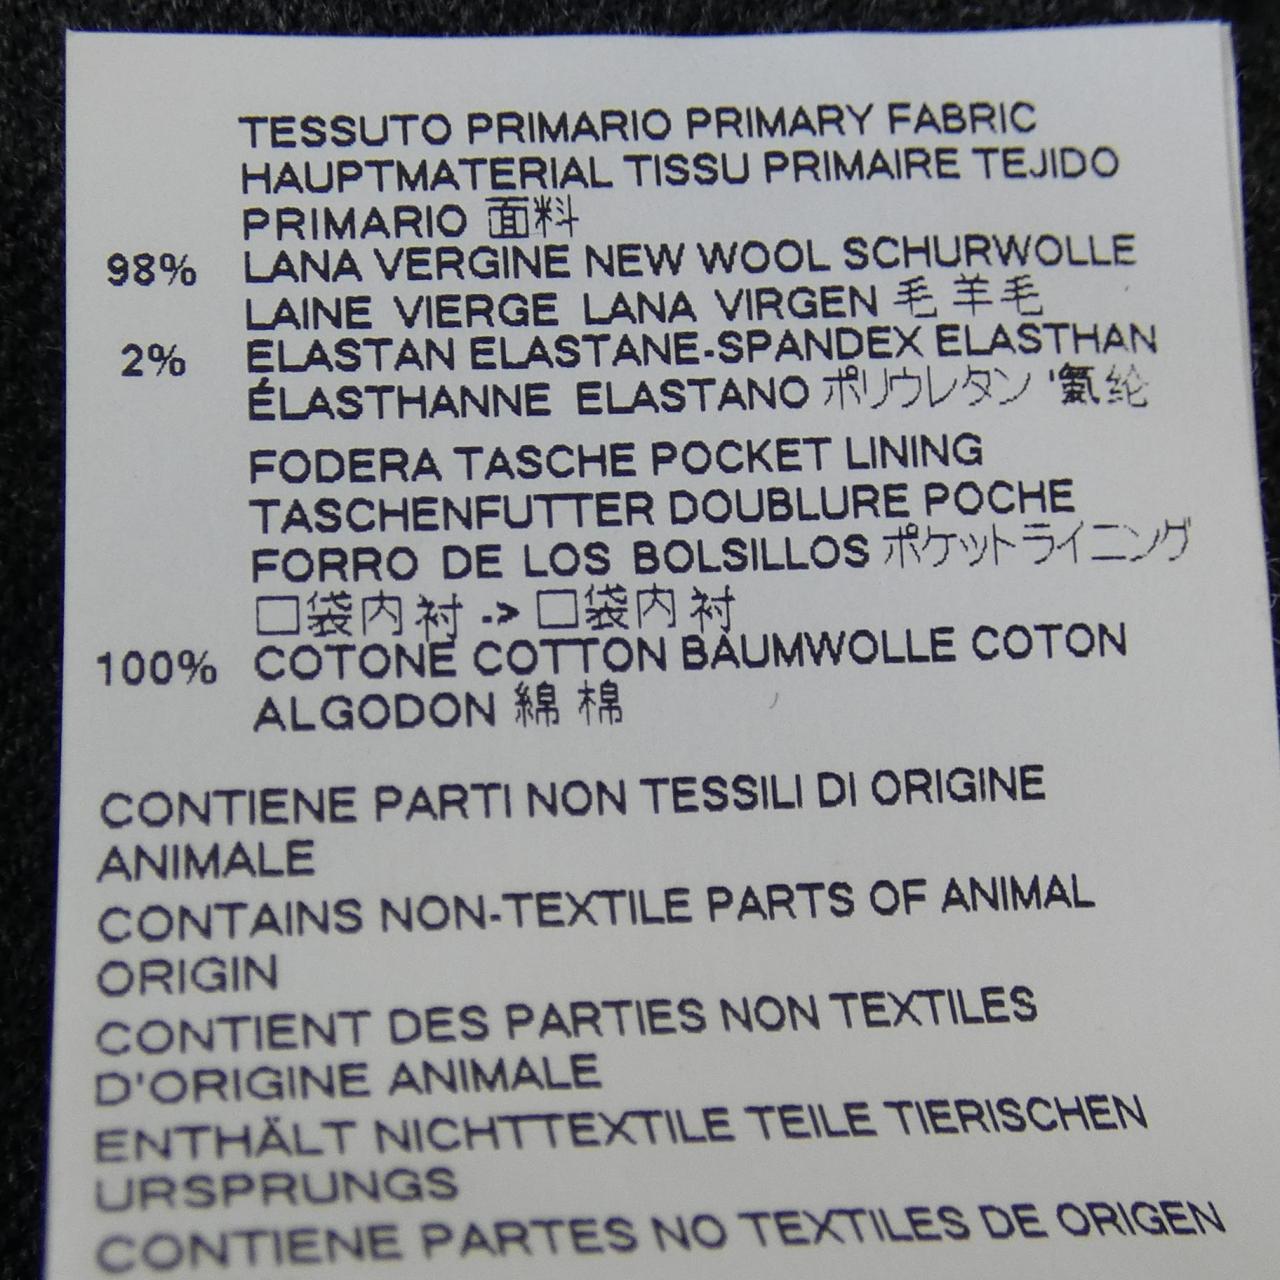 TESSUTO PRIMARIO PRIMARY FABRIC
HAUPTMATERIAL TISSU PRIMAIRE TEJIDO
PRIMARIO 面料
98% LANA VERGINE NEW WOOL SCHURWOLLE
LAINE VIERGE LANA VIRGEN 毛 羊毛
2% ELASTAN ELASTANE-SPANDEX ELASTHAN
ÉLASTHANNE ELASTANO ポリウレタン '氨纶
FODERA TASCHE POCKET LINING
TASCHENFUTTER DOUBLURE POCHE
FORRO DE LOS BOLSILLOS ポケットライニング
口袋内衬 -> 口袋内衬
100% COTONE COTTON BAUMWOLLE COTON
ALGODON 綿 棉
CONTIENE PARTI NON TESSILI DI ORIGINE
ANIMALE
CONTAINS NON-TEXTILE PARTS OF ANIMAL
ORIGIN
CONTIENT DES PARTIES NON TEXTILES
D'ORIGINE ANIMALE
ENTHÄLT NICHTTEXTILE TEILE TIERISCHEN
URSPRUNGS
CONTIENE PARTES NO TEXTILES DE ORIGEN